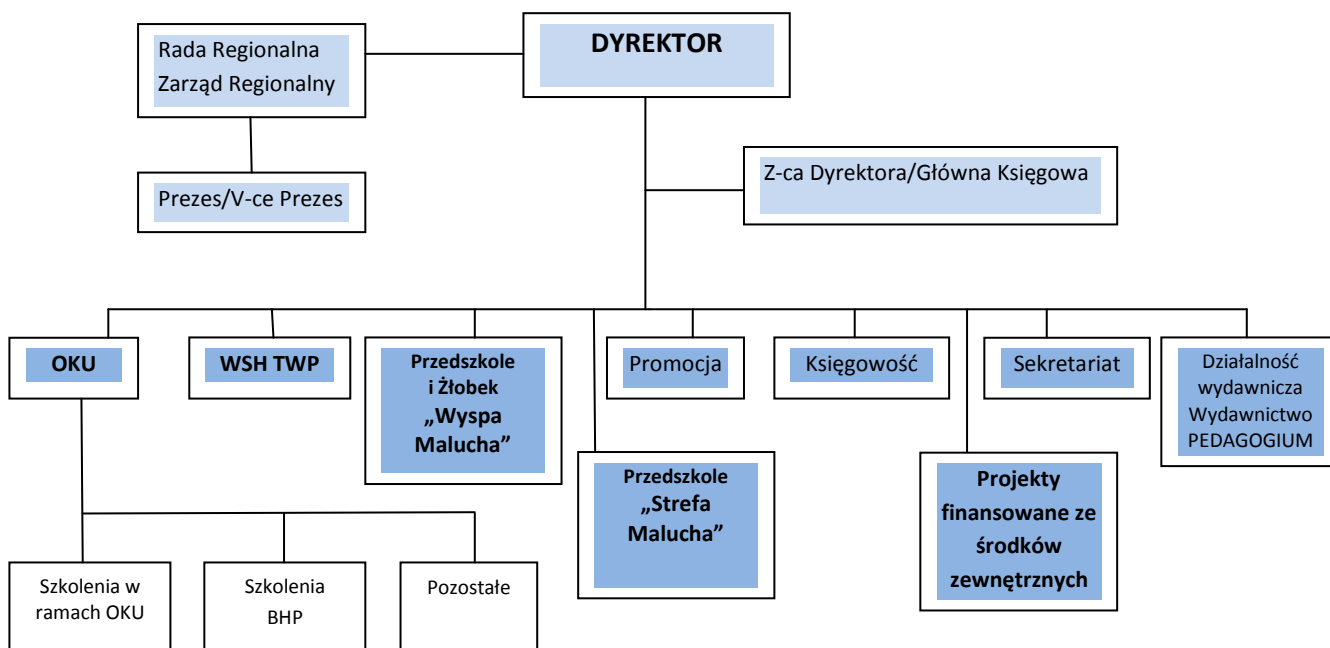 Rada Regionalna
Zarząd Regionalny
DYREKTOR
Z-ca Dyrektora/Główna Księgowa
Prezes/V-ce Prezes
OKU
WSH TWP
Przedszkole
i Żłobek
„Wyspa
Malucha”
Promocja
Księgowość
Sekretariat
Działalność
wydawnicza
Wydawnictwo
PEDAGOGIUM
Przedszkole
„Strefa
Malucha”
Projekty
finansowane ze
środków
zewnętrznych
Szkolenia w
ramach OKU
Szkolenia
BHP
Pozostałe